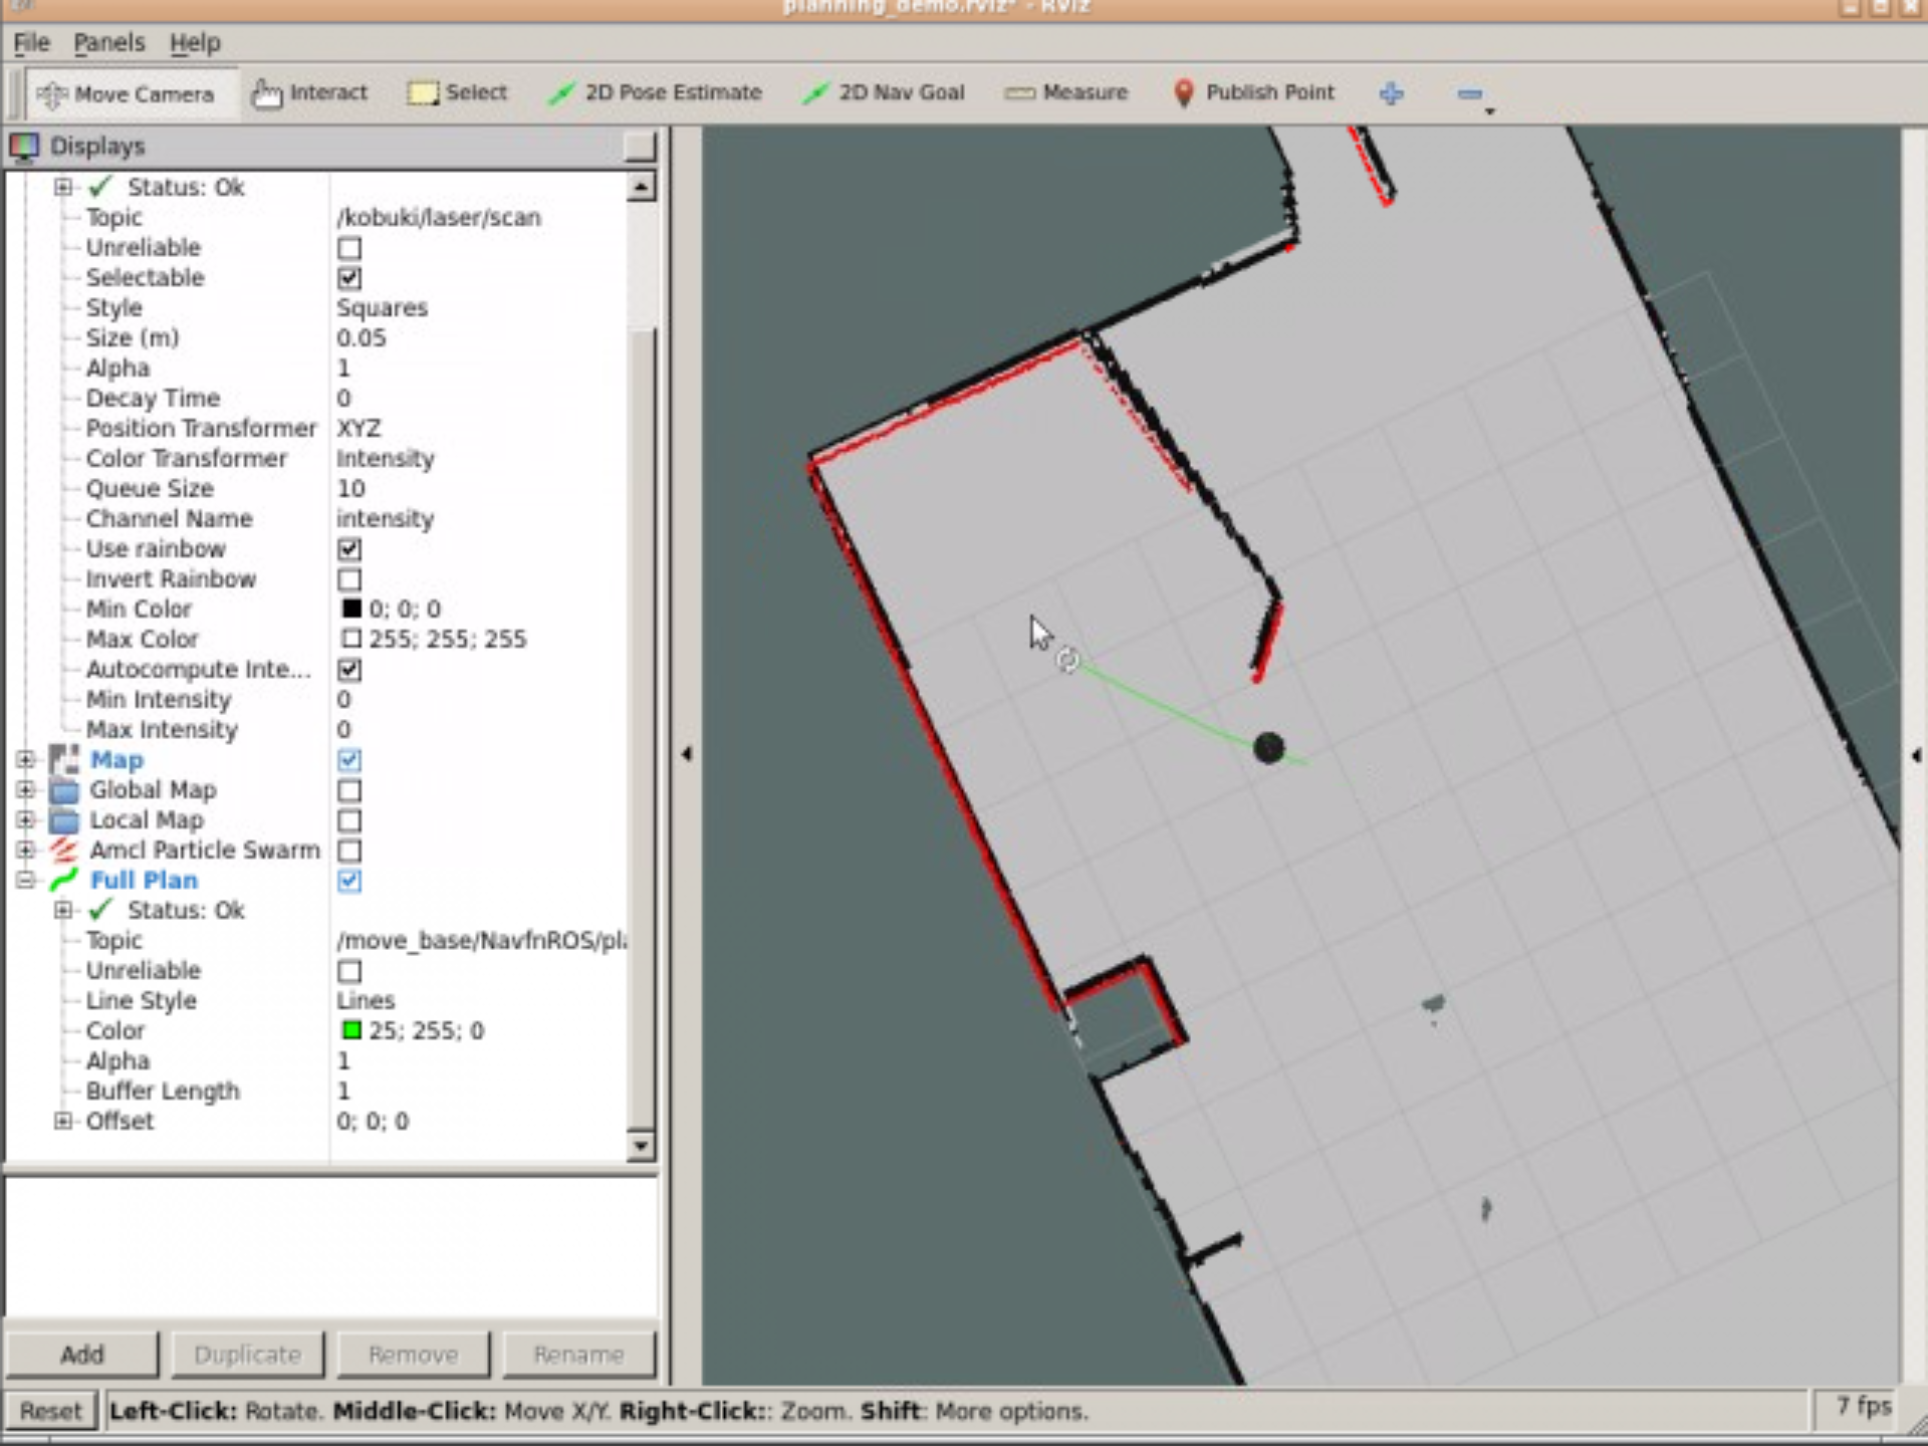 planning_demo.rviz* - RViz
File Panels Help
Move Camera Interact Select 2D Pose Estimate 2D Nav Goal Measure Publish Point
Displays
Status: Ok
Topic /kobuki/laser/scan
Unreliable
Selectable
Style Squares
Size (m) 0.05
Alpha 1
Decay Time 0
Position Transformer XYZ
Color Transformer Intensity
Queue Size 10
Channel Name intensity
Use rainbow
Invert Rainbow
Min Color 0; 0; 0
Max Color 255; 255; 255
Autocompute Inte...
Min Intensity 0
Max Intensity 0
Map
Global Map
Local Map
Amcl Particle Swarm
Full Plan
Status: Ok
Topic /move_base/NavfnROS/pla
Unreliable
Line Style Lines
Color 25; 255; 0
Alpha 1
Buffer Length 1
Offset 0; 0; 0
Add Duplicate Remove Rename
Reset Left-Click: Rotate. Middle-Click: Move X/Y. Right-Click:: Zoom. Shift: More options. 7 fps